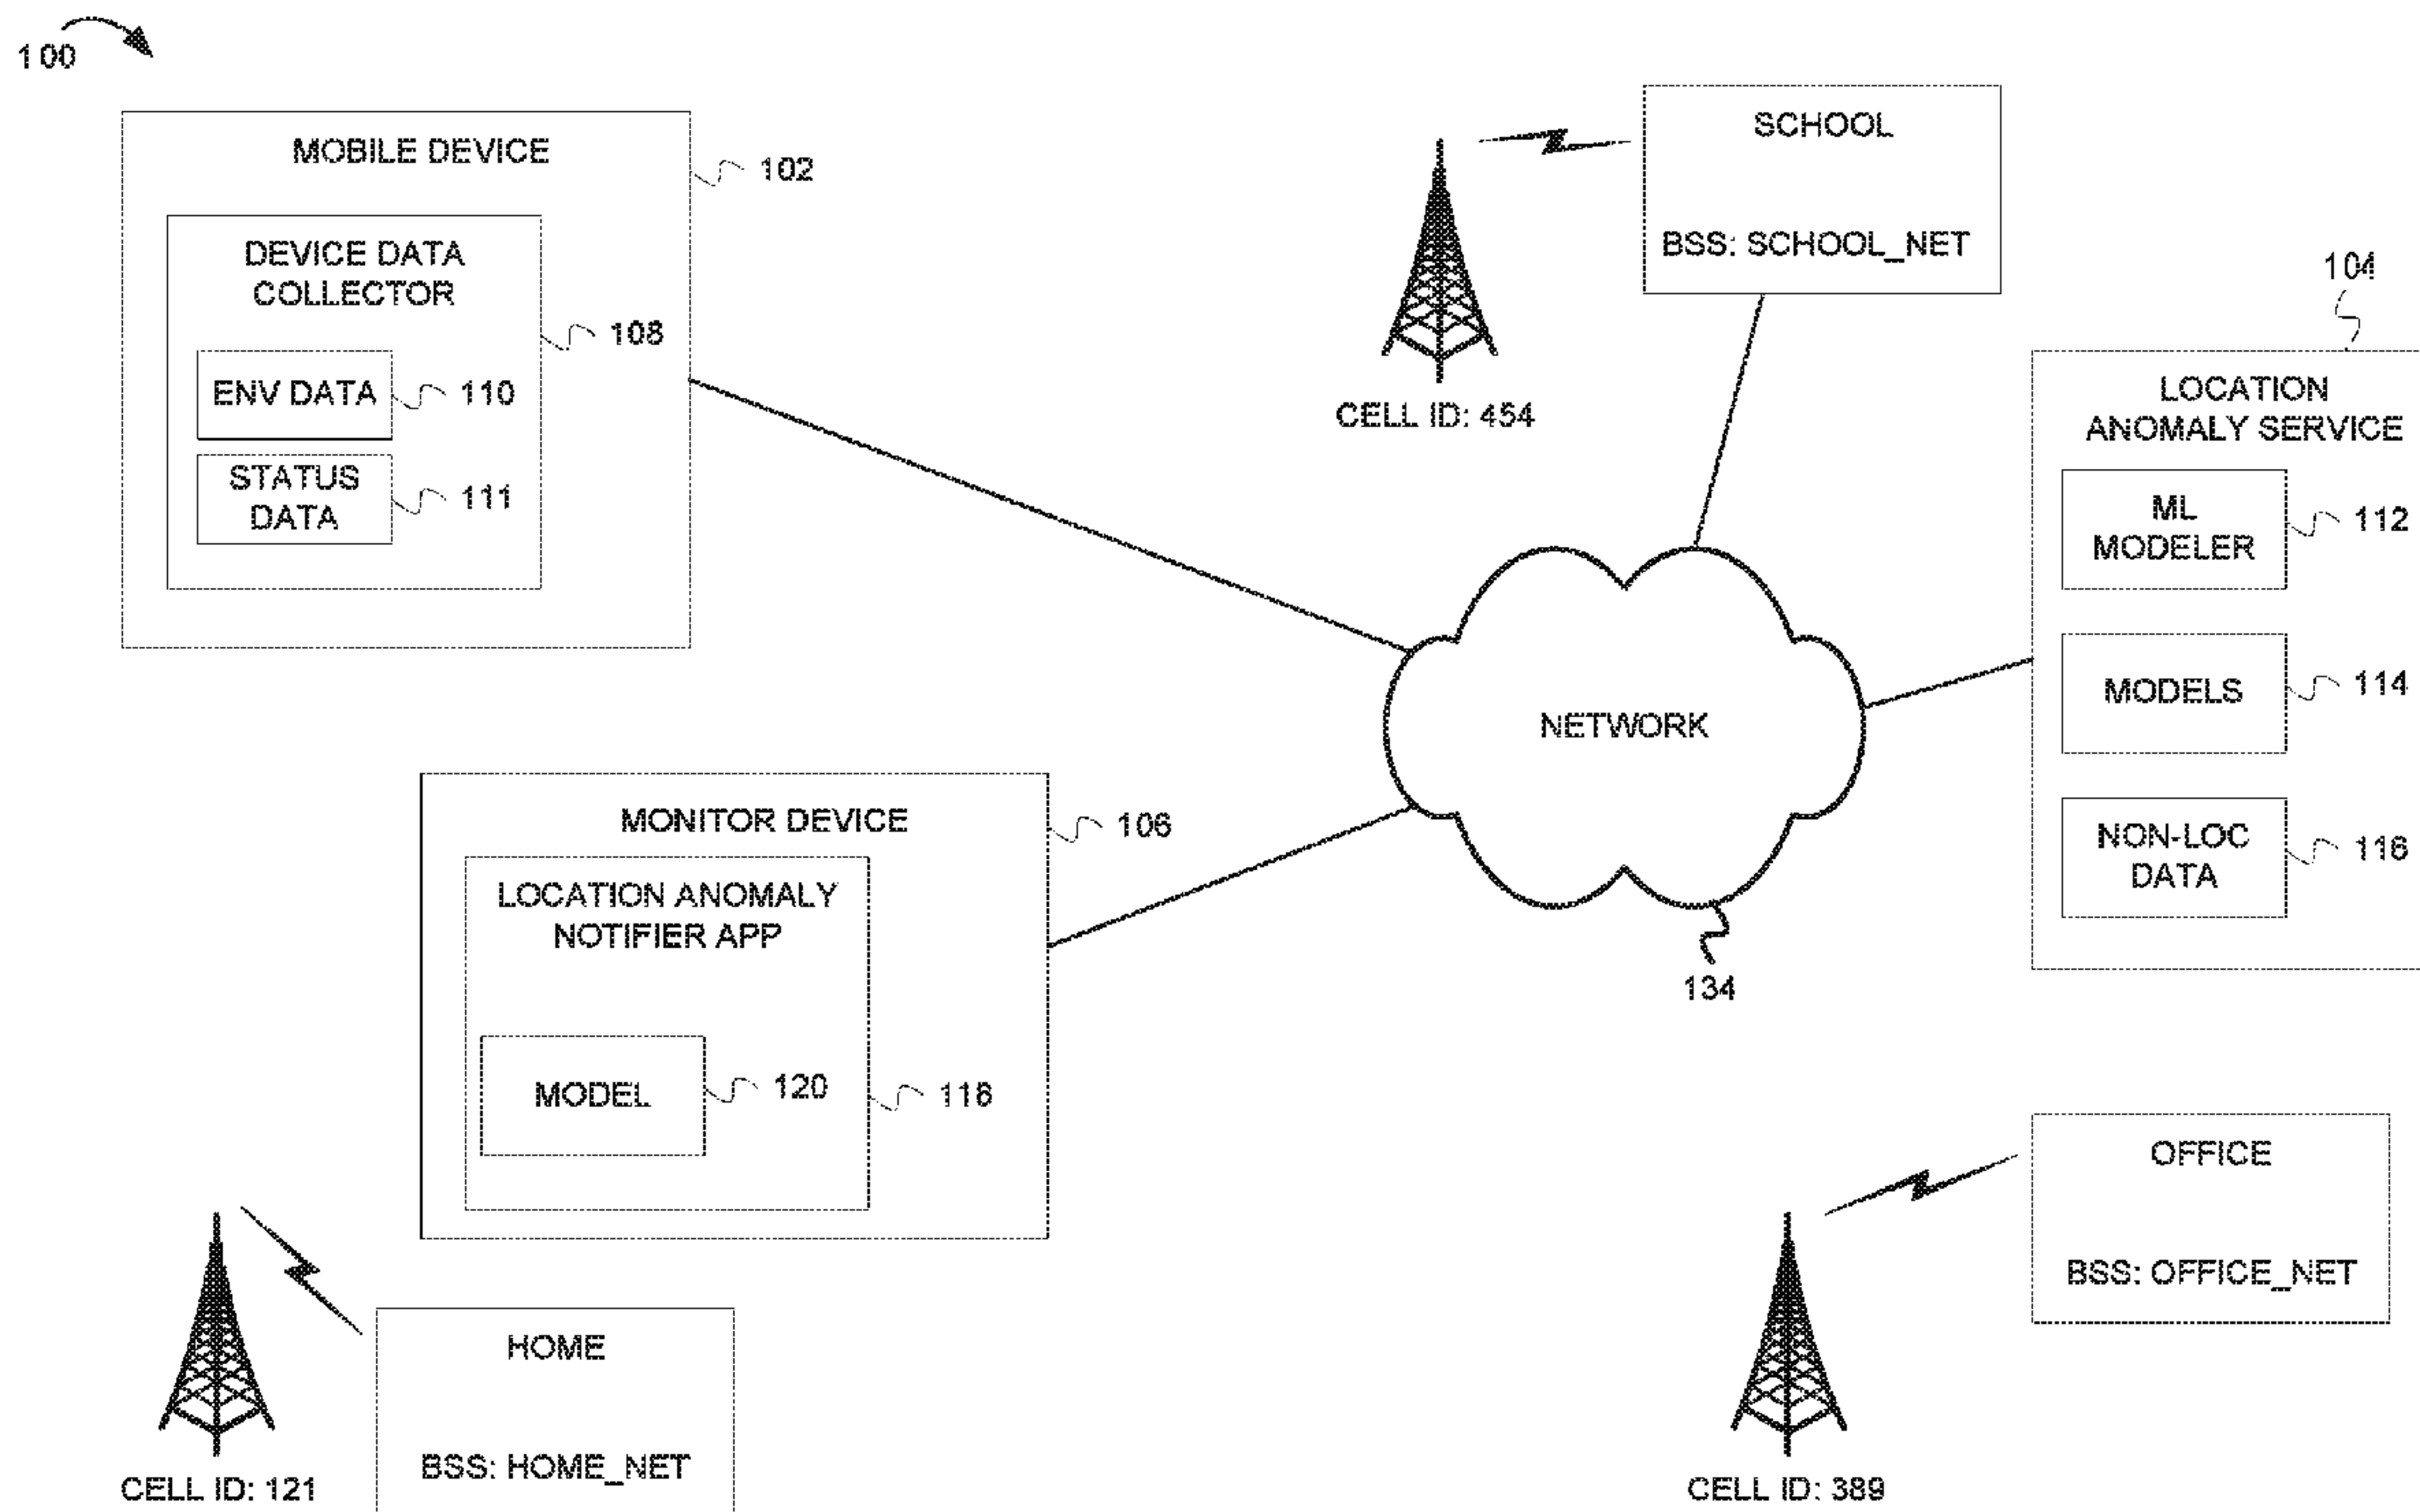 100
MOBILE DEVICE
102
DEVICE DATA
COLLECTOR
108
ENV DATA
110
STATUS
DATA
111
SCHOOL
BSS: SCHOOL_NET
CELL ID: 454
104
LOCATION
ANOMALY SERVICE
ML
MODELER
112
MODELS
114
NON-LOC
DATA
116
NETWORK
134
MONITOR DEVICE
106
LOCATION ANOMALY
NOTIFIER APP
MODEL
120
118
HOME
BSS: HOME_NET
CELL ID: 121
OFFICE
BSS: OFFICE_NET
CELL ID: 389